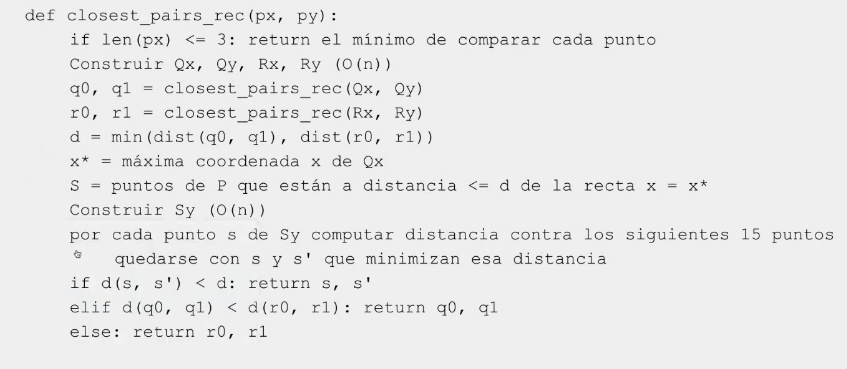 def closest_pairs_rec(px, py):
if len(px) <= 3: return el mínimo de comparar cada punto
Construir Qx, Qy, Rx, Ry (O(n))
q0, q1 = closest_pairs_rec(Qx, Qy)
r0, r1 = closest_pairs_rec(Rx, Ry)
d = min(dist(q0, q1), dist(r0, r1))
x* = máxima coordenada x de Qx
S = puntos de P que están a distancia <= d de la recta x = x*
Construir Sy (O(n))
por cada punto s de Sy computar distancia contra los siguientes 15 puntos
quedarse con s y s' que minimizan esa distancia
if d(s, s') < d: return s, s'
elif d(q0, q1) < d(r0, r1): return q0, q1
else: return r0, r1